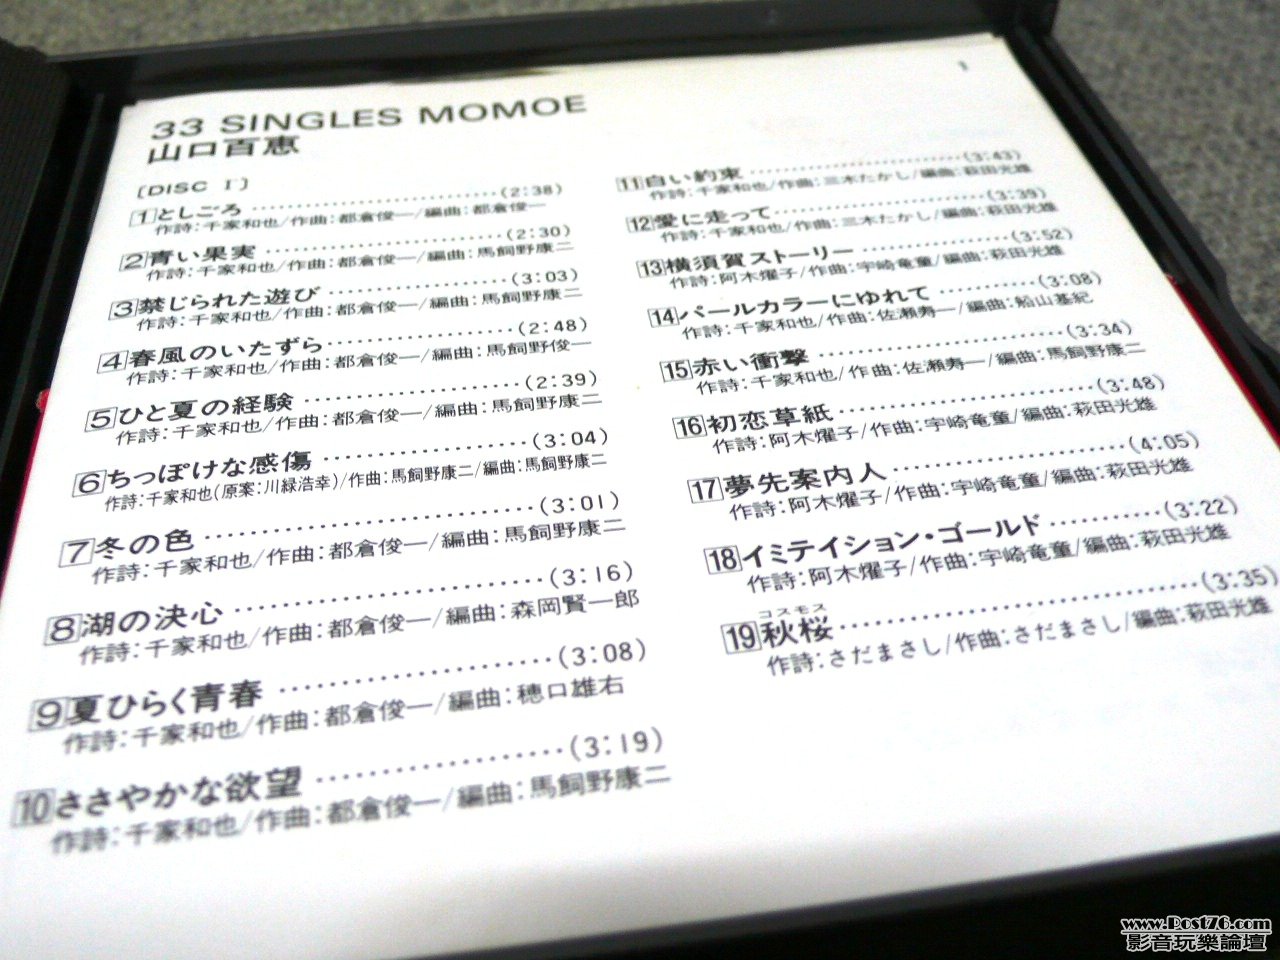 1
33 SINGLES MOMOE
山口百恵
[DISC I]
1 としごろ ……………………(2:38)
作詩:千家和也/作曲:都倉俊一/編曲:都倉俊一
2 青い果実 ……………………(2:30)
作詩:千家和也/作曲:都倉俊一/編曲:馬飼野康二
3 禁じられた遊び ……………………(3:03)
作詩:千家和也/作曲:都倉俊一/編曲:馬飼野康二
4 春風のいたずら ……………………(2:48)
作詩:千家和也/作曲:都倉俊一/編曲:馬飼野俊一
5 ひと夏の経験 ……………………(2:39)
作詩:千家和也/作曲:都倉俊一/編曲:馬飼野康二
6 ちっぽけな感傷 ……………………(3:04)
作詩:千家和也(原案:川緑浩幸)/作曲:馬飼野康二/編曲:馬飼野康二
7 冬の色 ……………………(3:01)
作詩:千家和也/作曲:都倉俊一/編曲:馬飼野康二
8 湖の決心 ……………………(3:16)
作詩:千家和也/作曲:都倉俊一/編曲:森岡賢一郎
9 夏ひらく青春 ……………………(3:08)
作詩:千家和也/作曲:都倉俊一/編曲:穂口雄右
10 ささやかな欲望 ……………………(3:19)
作詩:千家和也/作曲:都倉俊一/編曲:馬飼野康二
11 白い約束 ……………………(3:43)
作詩:千家和也/作曲:三木たかし/編曲:萩田光雄
12 愛に走って ……………………(3:39)
作詩:千家和也/作曲:三木たかし/編曲:萩田光雄
13 横須賀ストーリー ……………………(3:52)
作詩:阿木燿子/作曲:宇崎竜童/編曲:萩田光雄
14 パールカラーにゆれて ……………………(3:08)
作詩:千家和也/作曲:佐瀬寿一/編曲:船山基紀
15 赤い衝撃 ……………………(3:34)
作詩:千家和也/作曲:佐瀬寿一/編曲:馬飼野康二
16 初恋草紙 ……………………(3:48)
作詩:阿木燿子/作曲:宇崎竜童/編曲:萩田光雄
17 夢先案内人 ……………………(4:05)
作詩:阿木燿子/作曲:宇崎竜童/編曲:萩田光雄
18 イミテイション・ゴールド ……………………(3:22)
作詩:阿木燿子/作曲:宇崎竜童/編曲:萩田光雄
コスモス
19 秋桜 ……………………(3:35)
作詩:さだまさし/作曲:さだまさし/編曲:萩田光雄
www.Post76.com
影音玩樂論壇